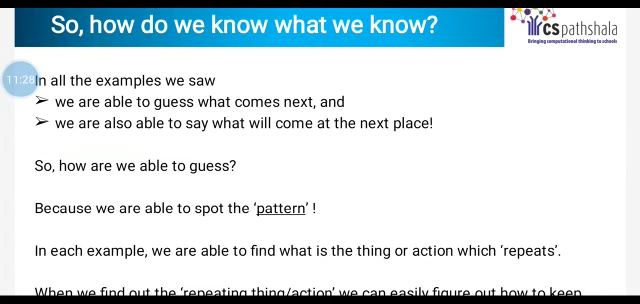 So, how do we know what we know?
CSpathshala
Bringing computational thinking to schools
11:28
In all the examples we saw
➢ we are able to guess what comes next, and
➢ we are also able to say what will come at the next place!
So, how are we able to guess?
Because we are able to spot the ‘pattern’ !
In each example, we are able to find what is the thing or action which ‘repeats’.
When we find out the ‘repeating thing/action’ we can easily figure out how to keep